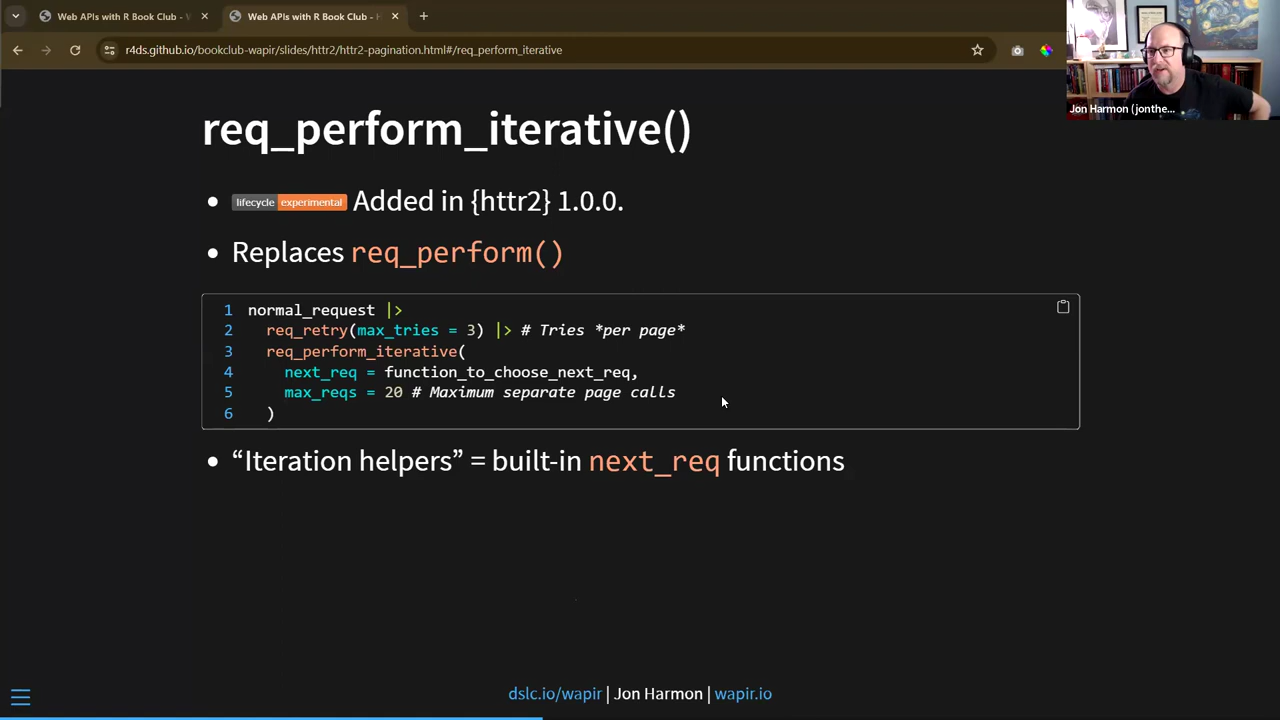 Web APIs with R Book Club - W
Web APIs with R Book Club - H
r4ds.github.io/bookclub-wapir/slides/httr2/httr2-pagination.html#/req_perform_iterative
Jon Harmon (jonthe...
req_perform_iterative()
lifecycle experimental Added in {httr2} 1.0.0.
Replaces req_perform()
1 normal_request |>
2 req_retry(max_tries = 3) |> # Tries *per page*
3 req_perform_iterative(
4 next_req = function_to_choose_next_req,
5 max_reqs = 20 # Maximum separate page calls
6 )
“Iteration helpers” = built-in next_req functions
dslc.io/wapir | Jon Harmon | wapir.io